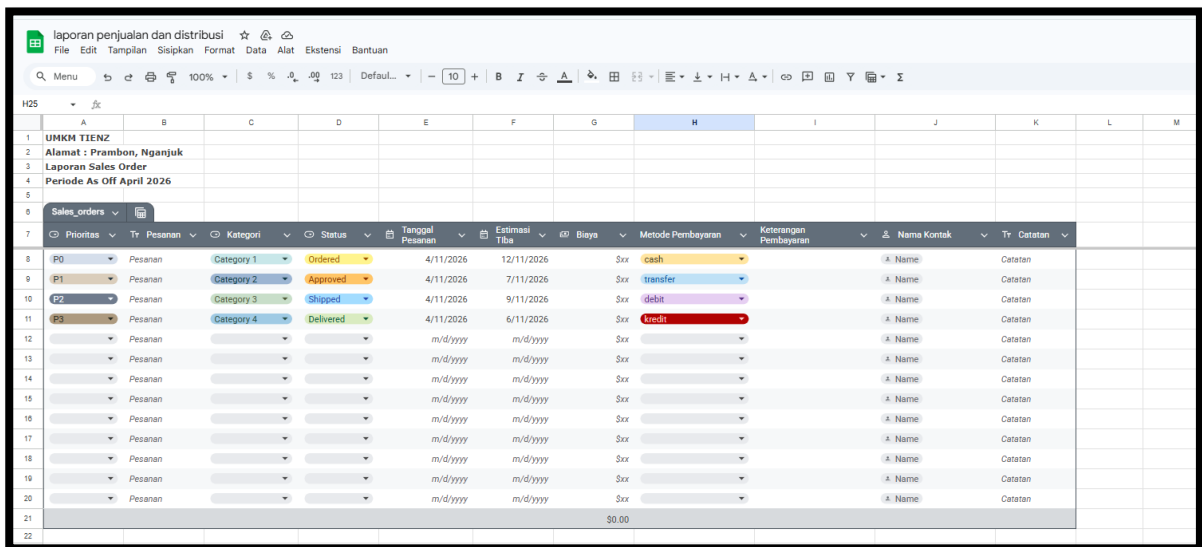 laporan penjualan dan distribusi
File Edit Tampilan Sisipkan Format Data Alat Ekstensi Bantuan
Menu 100% $ % .0 .00 123 Defaul... - 10 + B I A
H25 fx
A B C D E F G H I J K L M
1 UMKM TIENZ
2 Alamat : Prambon, Nganjuk
3 Laporan Sales Order
4 Periode As Off April 2026
5
6 Sales_orders
7 Prioritas Tт Pesanan Kategori Status Tanggal Pesanan Estimasi TIba Biaya Metode Pembayaran Keterangan Pembayaran Nama Kontak Tт Catatan
8 P0 Pesanan Category 1 Ordered 4/11/2026 12/11/2026 $xx cash Name Catatan
9 P1 Pesanan Category 2 Approved 4/11/2026 7/11/2026 $xx transfer Name Catatan
10 P2 Pesanan Category 3 Shipped 4/11/2026 9/11/2026 $xx debit Name Catatan
11 P3 Pesanan Category 4 Delivered 4/11/2026 6/11/2026 $xx kredit Name Catatan
12 Pesanan m/d/yyyy m/d/yyyy $xx Name Catatan
13 Pesanan m/d/yyyy m/d/yyyy $xx Name Catatan
14 Pesanan m/d/yyyy m/d/yyyy $xx Name Catatan
15 Pesanan m/d/yyyy m/d/yyyy $xx Name Catatan
16 Pesanan m/d/yyyy m/d/yyyy $xx Name Catatan
17 Pesanan m/d/yyyy m/d/yyyy $xx Name Catatan
18 Pesanan m/d/yyyy m/d/yyyy $xx Name Catatan
19 Pesanan m/d/yyyy m/d/yyyy $xx Name Catatan
20 Pesanan m/d/yyyy m/d/yyyy $xx Name Catatan
21 $0.00
22